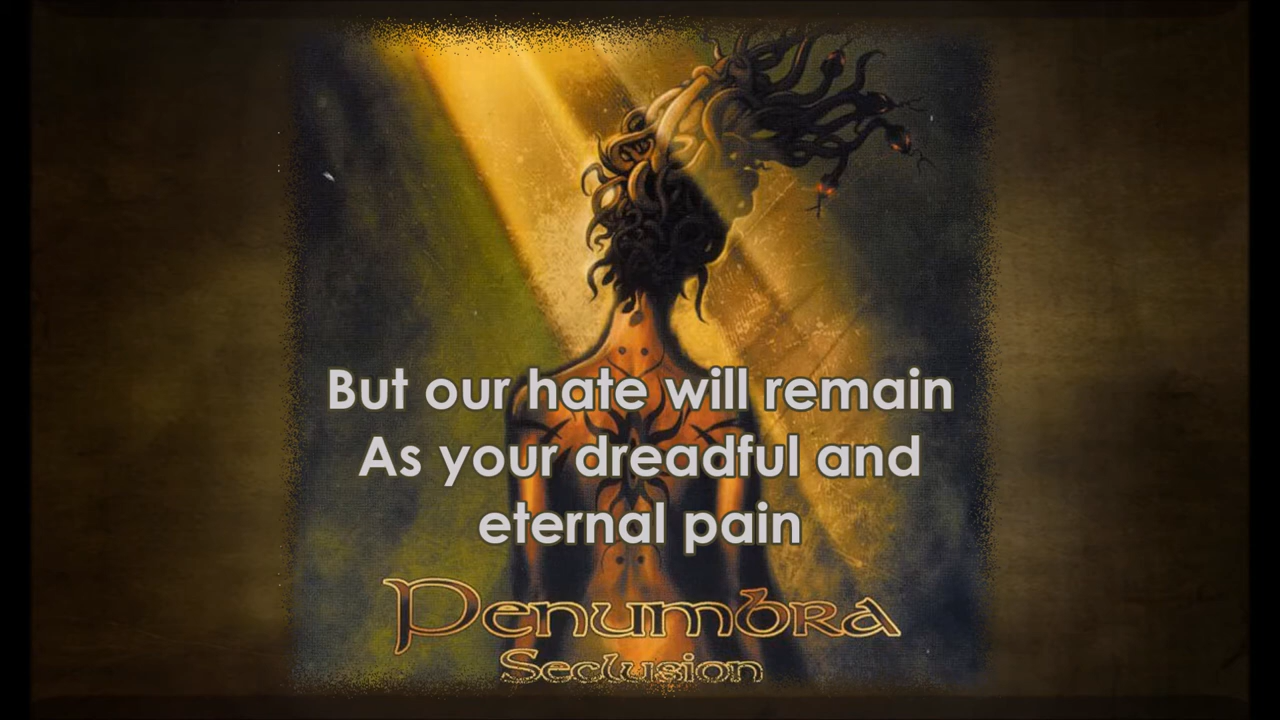 But our hate will remain
As your dreadful and
eternal pain
Penumbra
Seclusion